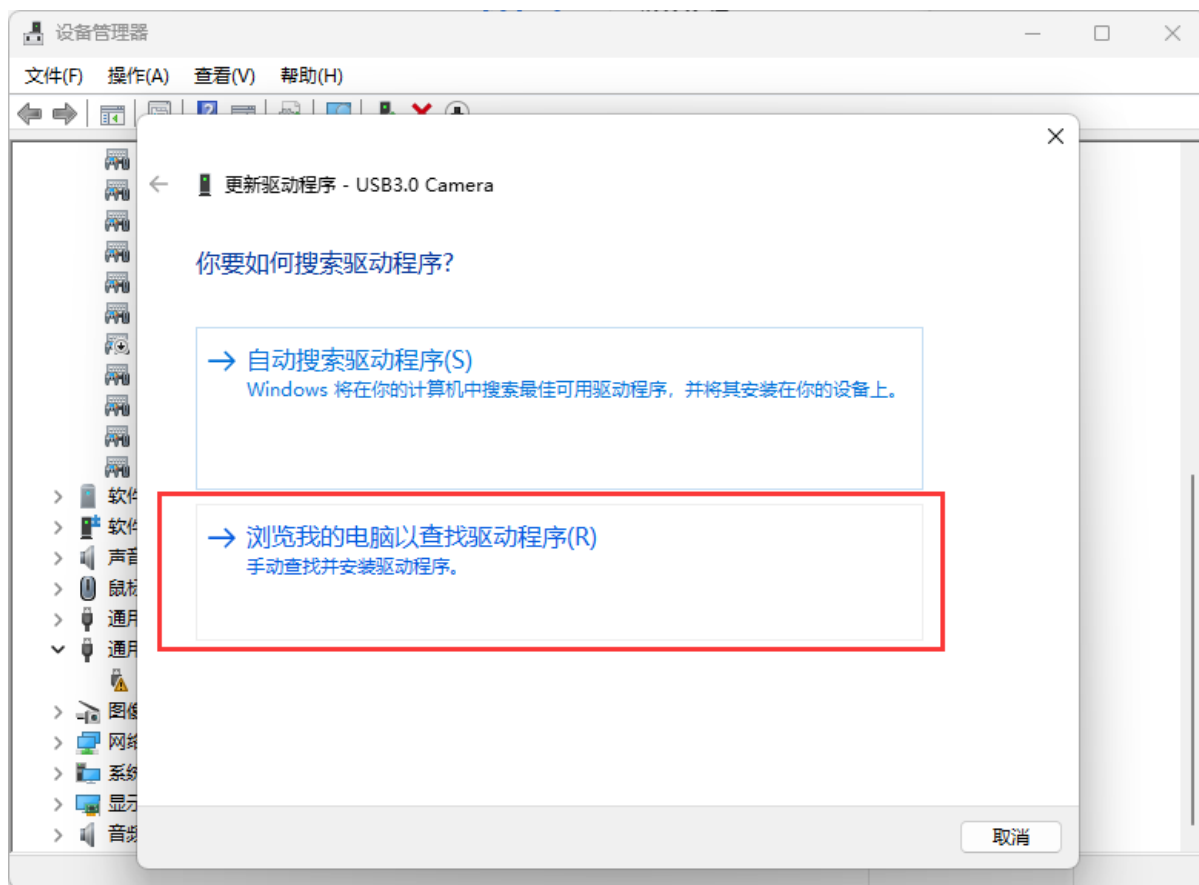 设备管理器
文件(F) 操作(A) 查看(V) 帮助(H)
更新驱动程序 - USB3.0 Camera
你要如何搜索驱动程序?
自动搜索驱动程序(S)
Windows 将在你的计算机中搜索最佳可用驱动程序，并将其安装在你的设备上。
浏览我的电脑以查找驱动程序(R)
手动查找并安装驱动程序。
软件
软件
声音
鼠标
通用
通用
图像
网络
系统
显示
音频
取消